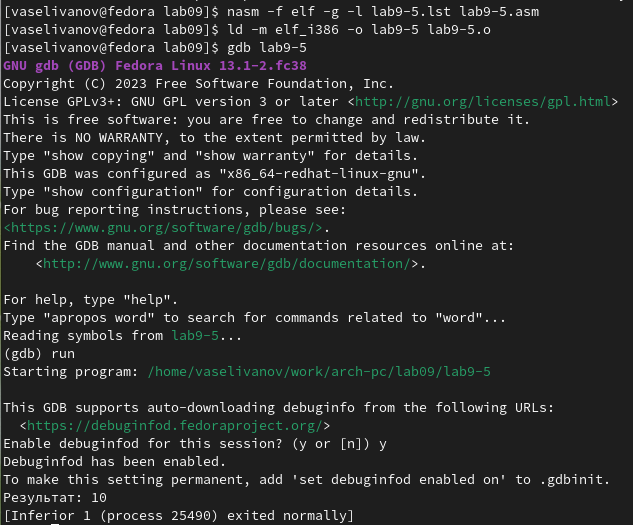 [vaselivanov@fedora lab09]$ nasm -f elf -g -l lab9-5.lst lab9-5.asm
[vaselivanov@fedora lab09]$ ld -m elf_i386 -o lab9-5 lab9-5.o
[vaselivanov@fedora lab09]$ gdb lab9-5
GNU gdb (GDB) Fedora Linux 13.1-2.fc38
Copyright (C) 2023 Free Software Foundation, Inc.
License GPLv3+: GNU GPL version 3 or later <http://gnu.org/licenses/gpl.html>
This is free software: you are free to change and redistribute it.
There is NO WARRANTY, to the extent permitted by law.
Type "show copying" and "show warranty" for details.
This GDB was configured as "x86_64-redhat-linux-gnu".
Type "show configuration" for configuration details.
For bug reporting instructions, please see:
<https://www.gnu.org/software/gdb/bugs/>.
Find the GDB manual and other documentation resources online at:
    <http://www.gnu.org/software/gdb/documentation/>.

For help, type "help".
Type "apropos word" to search for commands related to "word"...
Reading symbols from lab9-5...
(gdb) run
Starting program: /home/vaselivanov/work/arch-pc/lab09/lab9-5

This GDB supports auto-downloading debuginfo from the following URLs:
  <https://debuginfod.fedoraproject.org/>
Enable debuginfod for this session? (y or [n]) y
Debuginfod has been enabled.
To make this setting permanent, add 'set debuginfod enabled on' to .gdbinit.
Результат: 10
[Inferior 1 (process 25490) exited normally]